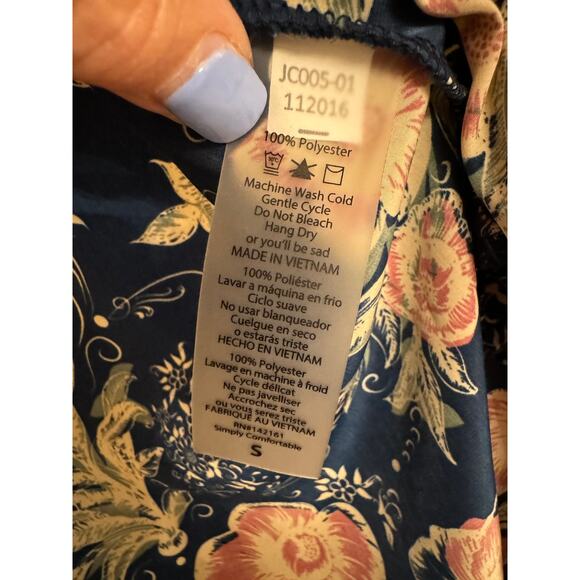 JC005-01
112016
100% Polyester
Machine Wash Cold
Gentle Cycle
Do Not Bleach
Hang Dry
or you'll be sad
MADE IN VIETNAM
100% Poliéster
Lavar a máquina en frio
Ciclo suave
No usar blanqueador
Cuelgue en seco
o estarás triste
HECHO EN VIETNAM
100% Polyester
Lavage en machine à froid
Cycle délicat
Ne pas javelliser
Accrochez sec
ou vous serez triste
FABRIQUE AU VIETNAM
RN#142161
Simply Comfortable
S